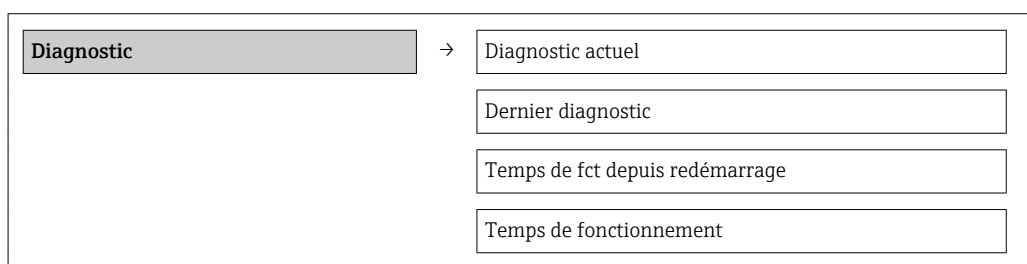 Diagnostic → Diagnostic actuel
Dernier diagnostic
Temps de fct depuis redémarrage
Temps de fonctionnement